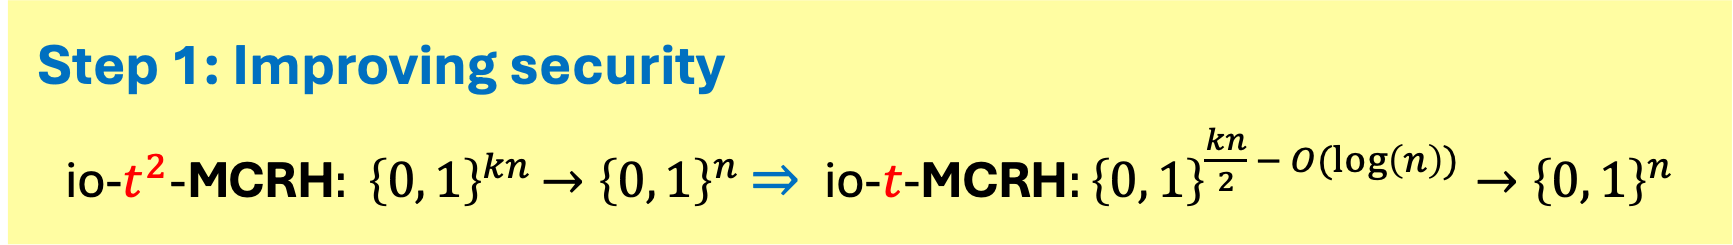 Step 1: Improving security
io-t²-MCRH: {0, 1}^{kn} → {0, 1}^n ⇒ io-t-MCRH: {0, 1}^{\frac{kn}{2} − O(log(n))} → {0, 1}^n